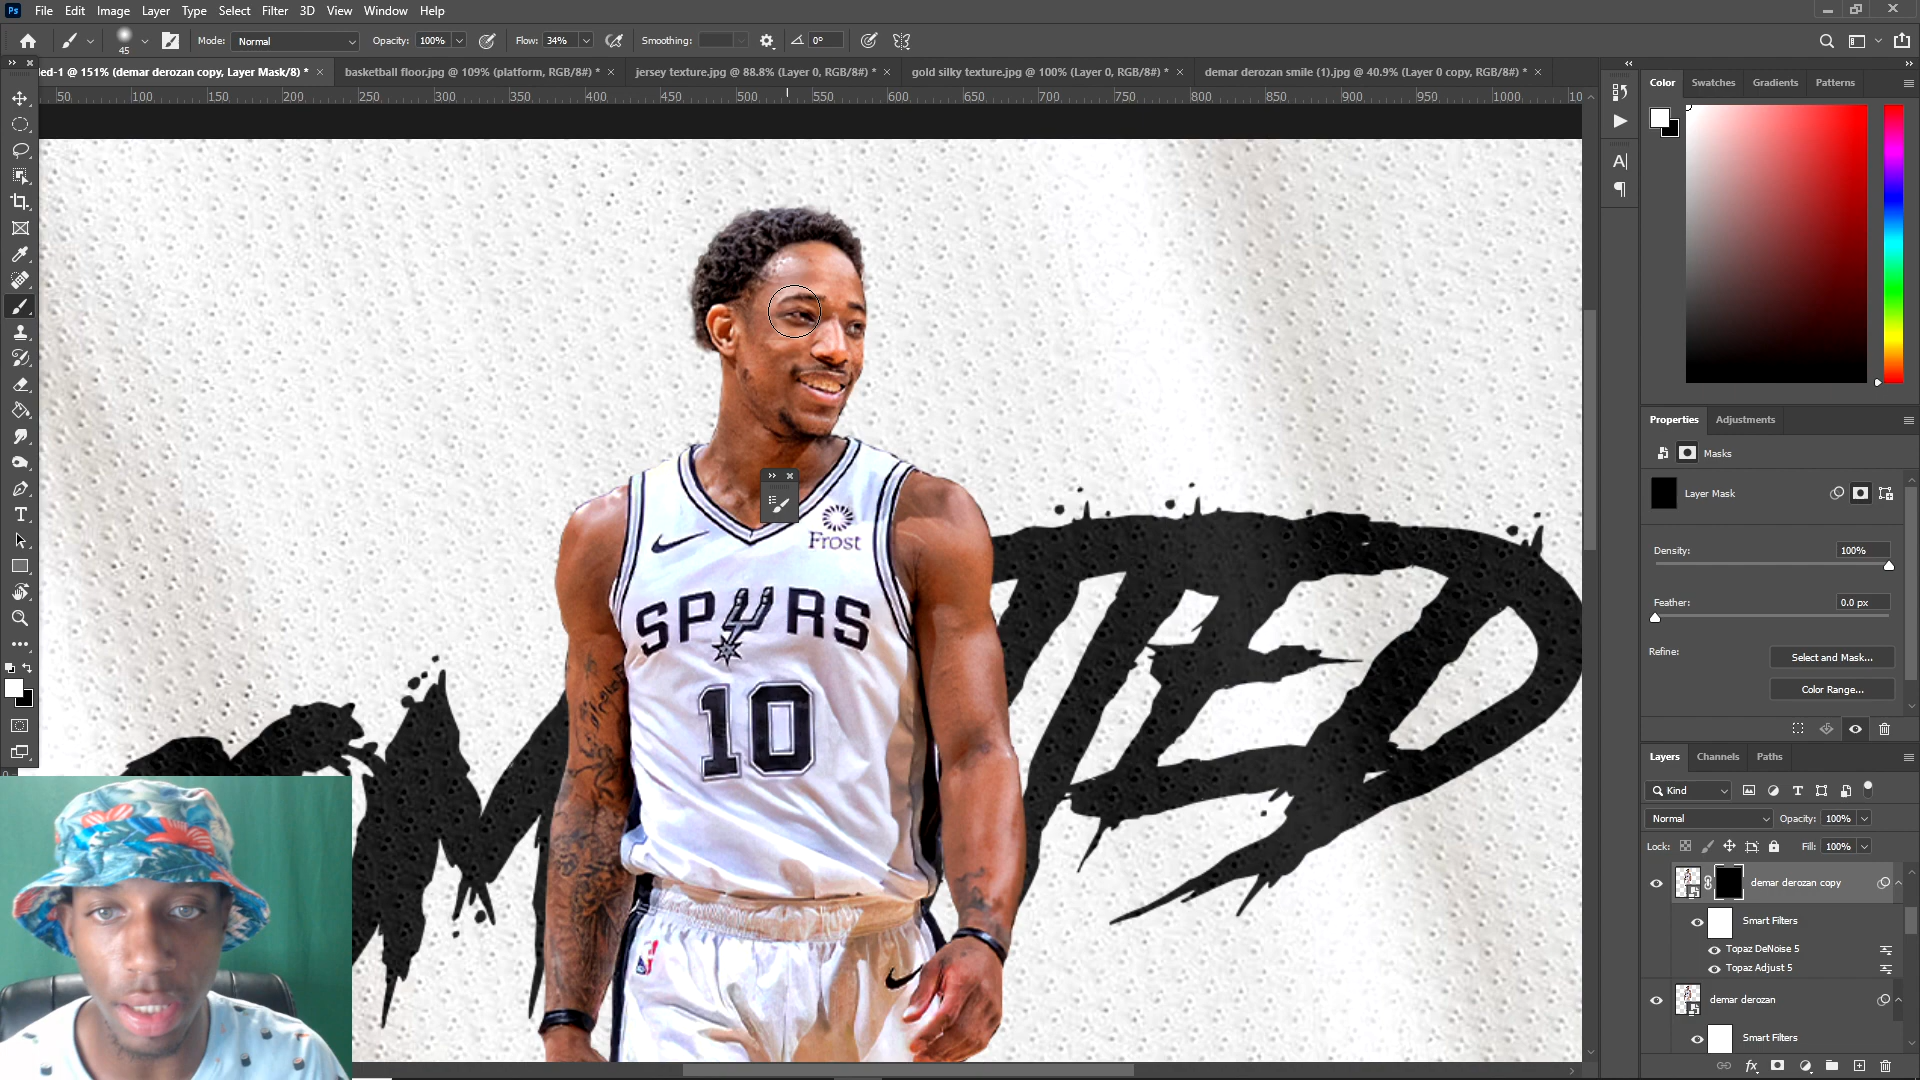 Ps File Edit Image Layer Type Select Filter 3D View Window Help
45 Mode: Normal Opacity: 100% Flow: 34% Smoothing: 0°
led-1 @ 151% (demar derozan copy, Layer Mask/8) * × basketball floor.jpg @ 109% (platform, RGB/8#) * × jersey texture.jpg @ 88.8% (Layer 0, RGB/8#) * × gold silky texture.jpg @ 100% (Layer 0, RGB/8#) * × demar derozan smile (1).jpg @ 40.9% (Layer 0 copy, RGB/8#) * ×
50 100 150 200 250 300 350 400 450 500 550 600 650 700 750 800 850 900 950 1000 10
Color Swatches Gradients Patterns
Frost
SPURS
10
TED
Properties Adjustments
Masks
Layer Mask
Density: 100%
Feather: 0.0 px
Refine: Select and Mask...
Color Range...
Layers Channels Paths
Kind
Normal Opacity: 100%
Lock: Fill: 100%
demar derozan copy
Smart Filters
Topaz DeNoise 5
Topaz Adjust 5
demar derozan
Smart Filters